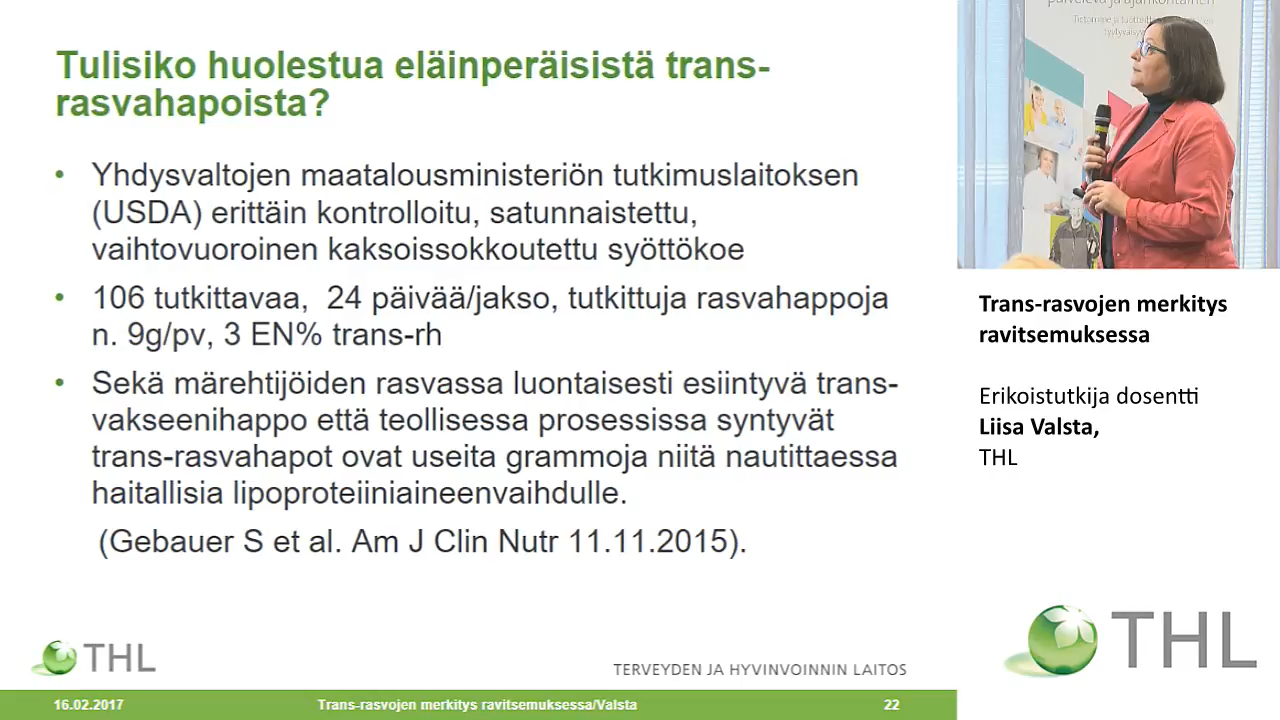 Tulisiko huolestua eläinperäisistä trans-
rasvahapoista?
• Yhdysvaltojen maatalousministeriön tutkimuslaitoksen
(USDA) erittäin kontrolloitu, satunnaistettu,
vaihtovuoroinen kaksoissokkoutettu syöttökoe
• 106 tutkittavaa, 24 päivää/jakso, tutkittuja rasvahappoja
n. 9g/pv, 3 EN% trans-rh
• Sekä märehtijöiden rasvassa luontaisesti esiintyvä trans-
vakseenihappo että teollisessa prosessissa syntyvät
trans-rasvahapot ovat useita grammoja niitä nautittaessa
haitallisia lipoproteiiniaineenvaihdulle.
(Gebauer S et al. Am J Clin Nutr 11.11.2015).
THL
TERVEYDEN JA HYVINVOINNIN LAITOS
16.02.2017 Trans-rasvojen merkitys ravitsemuksessa/Valsta 22
palveleva ja ajankohtainen
Trans-rasvojen merkitys
ravitsemuksessa
Erikoistutkija dosentti
Liisa Valsta,
THL
THL